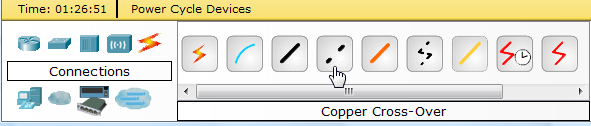 Time: 01:26:51 Power Cycle Devices
Connections
Copper Cross-Over